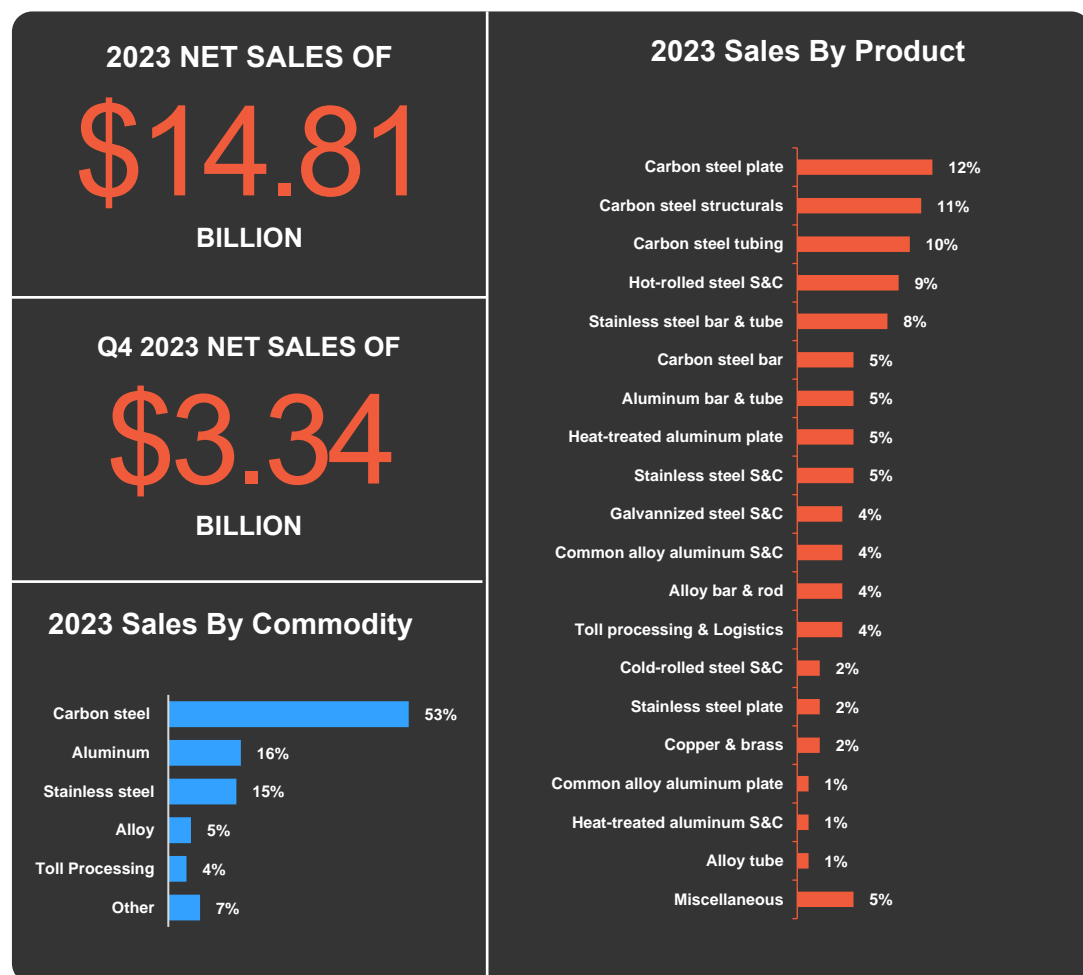 2023 NET SALES OF
$14.81
BILLION
Q4 2023 NET SALES OF
$3.34
BILLION
2023 Sales By Commodity
Carbon steel 53%
Aluminum 16%
Stainless steel 15%
Alloy 5%
Toll Processing 4%
Other 7%
2023 Sales By Product
Carbon steel plate 12%
Carbon steel structurals 11%
Carbon steel tubing 10%
Hot-rolled steel S&C 9%
Stainless steel bar & tube 8%
Carbon steel bar 5%
Aluminum bar & tube 5%
Heat-treated aluminum plate 5%
Stainless steel S&C 5%
Galvannized steel S&C 4%
Common alloy aluminum S&C 4%
Alloy bar & rod 4%
Toll processing & Logistics 4%
Cold-rolled steel S&C 2%
Stainless steel plate 2%
Copper & brass 2%
Common alloy aluminum plate 1%
Heat-treated aluminum S&C 1%
Alloy tube 1%
Miscellaneous 5%